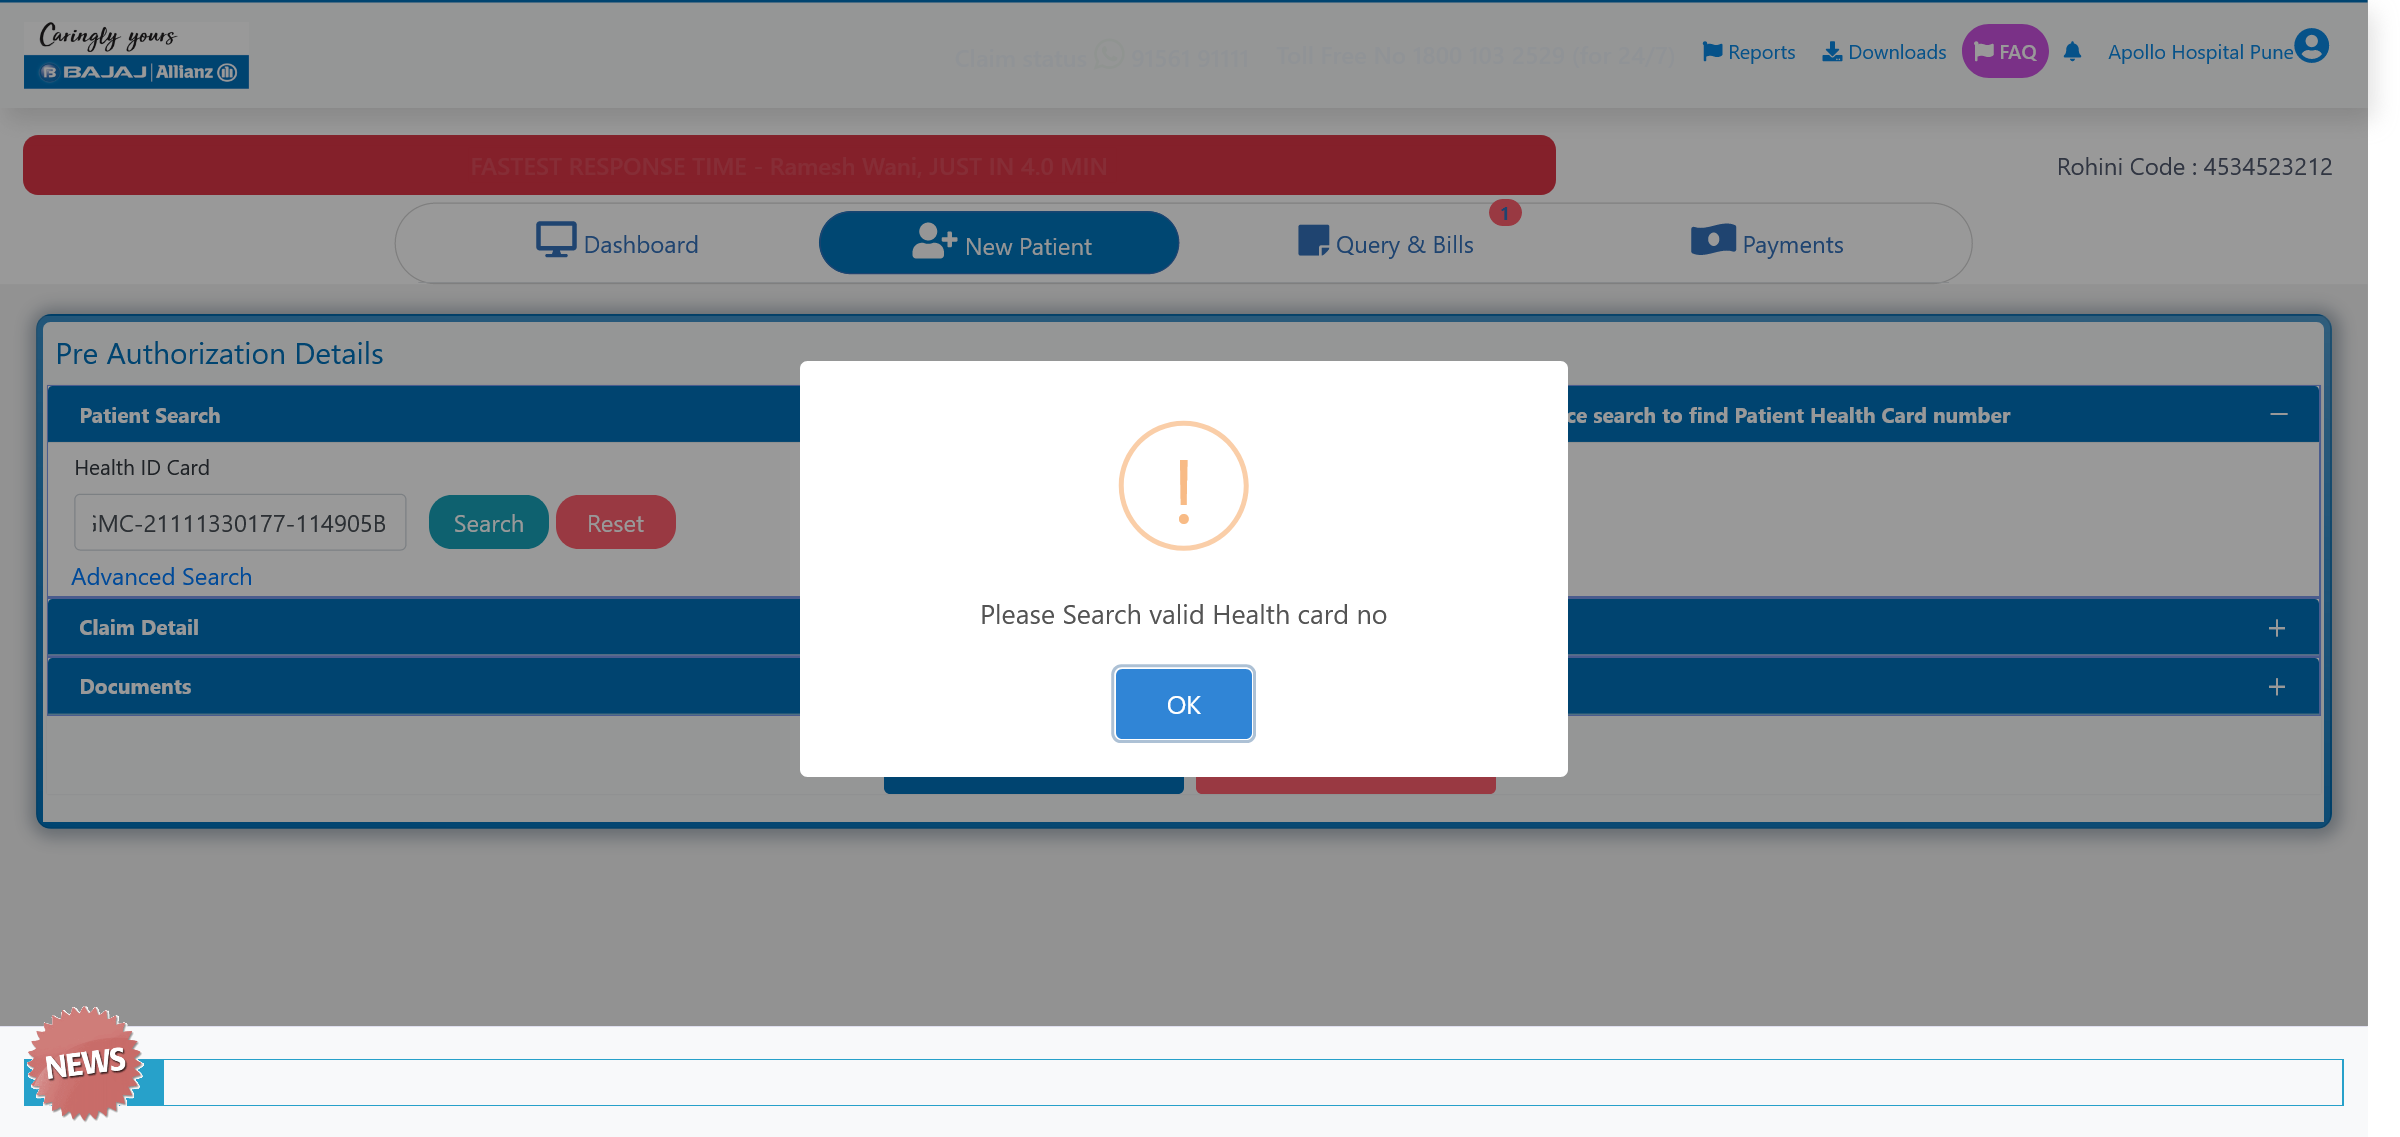 Caringly yours
BAJAJ | Allianz
Claim status 91561 91111 Toll Free No 1800 103 2529 (for 24/7) Reports Downloads FAQ Apollo Hospital Pune
FASTEST RESPONSE TIME - Ramesh Wani, JUST IN 4.0 MIN
Rohini Code : 4534523212
Dashboard New Patient Query & Bills 1 Payments
Pre Authorization Details
Patient Search
ce search to find Patient Health Card number
Health ID Card
MC-21111330177-114905B Search Reset
Advanced Search
Claim Detail
Documents
!
Please Search valid Health card no
OK
NEWS